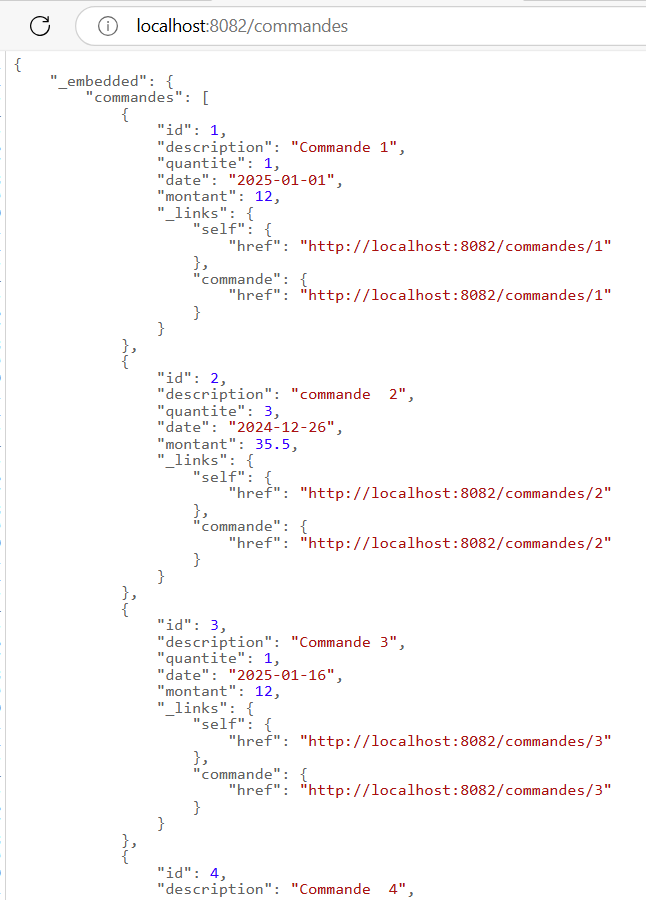 localhost:8082/commandes
{
    "_embedded": {
        "commandes": [
            {
                "id": 1,
                "description": "Commande 1",
                "quantite": 1,
                "date": "2025-01-01",
                "montant": 12,
                "_links": {
                    "self": {
                        "href": "http://localhost:8082/commandes/1"
                    },
                    "commande": {
                        "href": "http://localhost:8082/commandes/1"
                    }
                }
            },
            {
                "id": 2,
                "description": "commande  2",
                "quantite": 3,
                "date": "2024-12-26",
                "montant": 35.5,
                "_links": {
                    "self": {
                        "href": "http://localhost:8082/commandes/2"
                    },
                    "commande": {
                        "href": "http://localhost:8082/commandes/2"
                    }
                }
            },
            {
                "id": 3,
                "description": "Commande 3",
                "quantite": 1,
                "date": "2025-01-16",
                "montant": 12,
                "_links": {
                    "self": {
                        "href": "http://localhost:8082/commandes/3"
                    },
                    "commande": {
                        "href": "http://localhost:8082/commandes/3"
                    }
                }
            },
            {
                "id": 4,
                "description": "Commande  4",